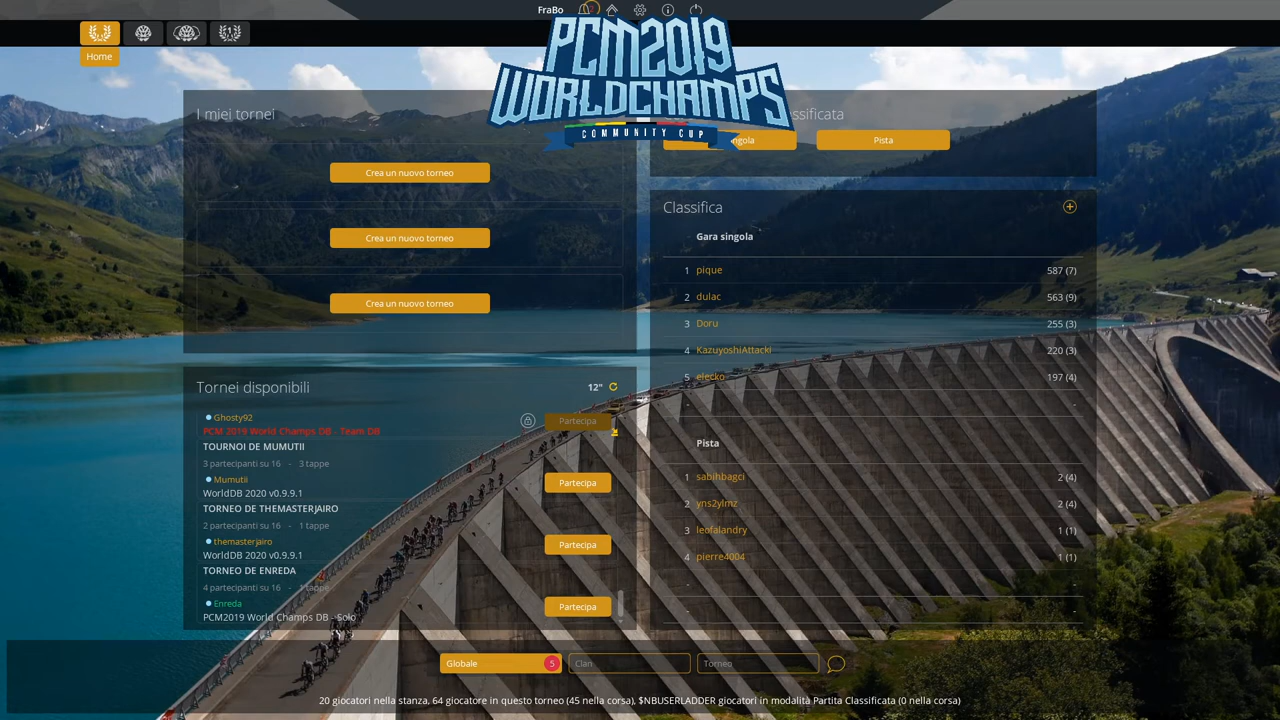 FraBo
Home
PCM2019
WORLDCHAMPS
COMMUNITY CUP
I miei tornei
Crea un nuovo torneo
Crea un nuovo torneo
Crea un nuovo torneo
Tornei disponibili
12"
Ghosty92
Partecipa
PCM 2019 World Champs DB - Team DB
TOURNOI DE MUMUTII
3 partecipanti su 16 - 3 tappe
Mumutii
Partecipa
WorldDB 2020 v0.9.9.1
TORNEO DE THEMASTERJAIRO
2 partecipanti su 16 - 1 tappe
themasterjairo
Partecipa
WorldDB 2020 v0.9.9.1
TORNEO DE ENREDA
4 partecipanti su 16 - 1 tappe
Enreda
Partecipa
PCM2019 World Champs DB - Solo
Pista
Classifica
Gara singola
1 pique 587 (7)
2 dulac 563 (9)
3 Doru 255 (3)
4 KazuyoshiAttacki 220 (3)
5 elecko 197 (4)
- -
Pista
1 sabihbagci 2 (4)
2 yns2ylmz 2 (4)
3 leofalandry 1 (1)
4 pierre4004 1 (1)
- -
- -
Globale 5
Clan
Torneo
20 giocatori nella stanza, 64 giocatore in questo torneo (45 nella corsa), $NBUSERLADDER giocatori in modalità Partita Classificata (0 nella corsa)